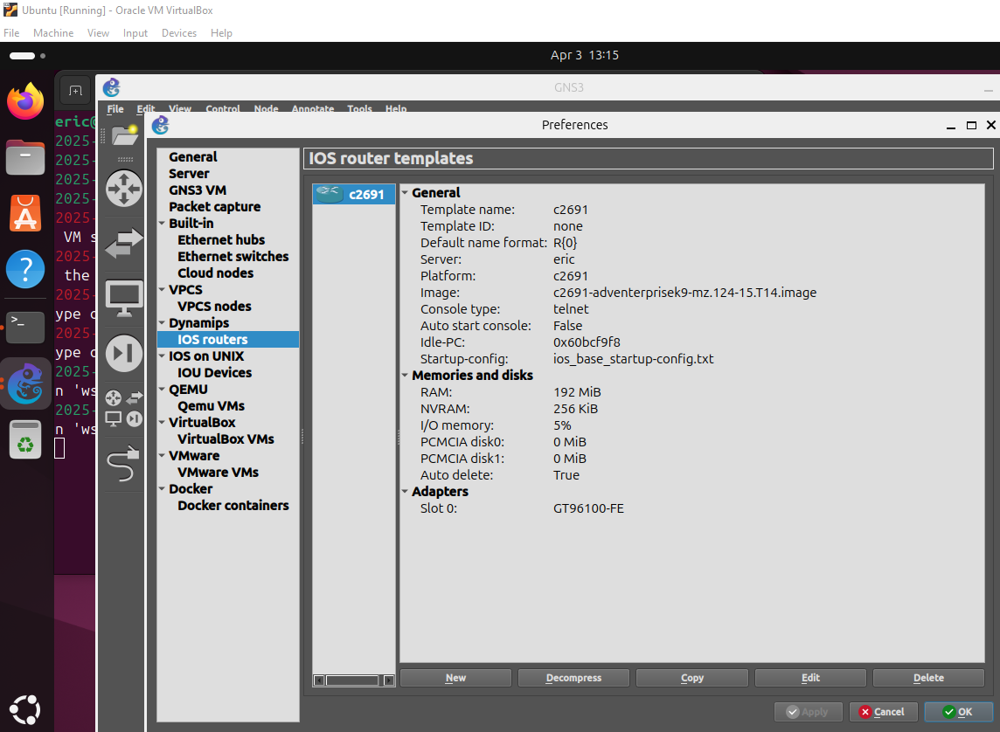 Ubuntu [Running] - Oracle VM VirtualBox
File Machine View Input Devices Help
Apr 3 13:15
GNS3
File Edit View Control Node Annotate Tools Help
Preferences
eric@
2025-
2025-
2025-
2025-
2025-
VM s
2025-
the
2025-
ype c
2025-
ype c
2025-
n 'ws
2025-
n 'ws
General
Server
GNS3 VM
Packet capture
Built-in
Ethernet hubs
Ethernet switches
Cloud nodes
VPCS
VPCS nodes
Dynamips
IOS routers
IOS on UNIX
IOU Devices
QEMU
Qemu VMs
VirtualBox
VirtualBox VMs
VMware
VMware VMs
Docker
Docker containers
IOS router templates
c2691
General
Template name: c2691
Template ID: none
Default name format: R{0}
Server: eric
Platform: c2691
Image: c2691-adventerprisek9-mz.124-15.T14.image
Console type: telnet
Auto start console: False
Idle-PC: 0x60bcf9f8
Startup-config: ios_base_startup-config.txt
Memories and disks
RAM: 192 MiB
NVRAM: 256 KiB
I/O memory: 5%
PCMCIA disk0: 0 MiB
PCMCIA disk1: 0 MiB
Auto delete: True
Adapters
Slot 0: GT96100-FE
New Decompress Copy Edit Delete
Apply Cancel OK